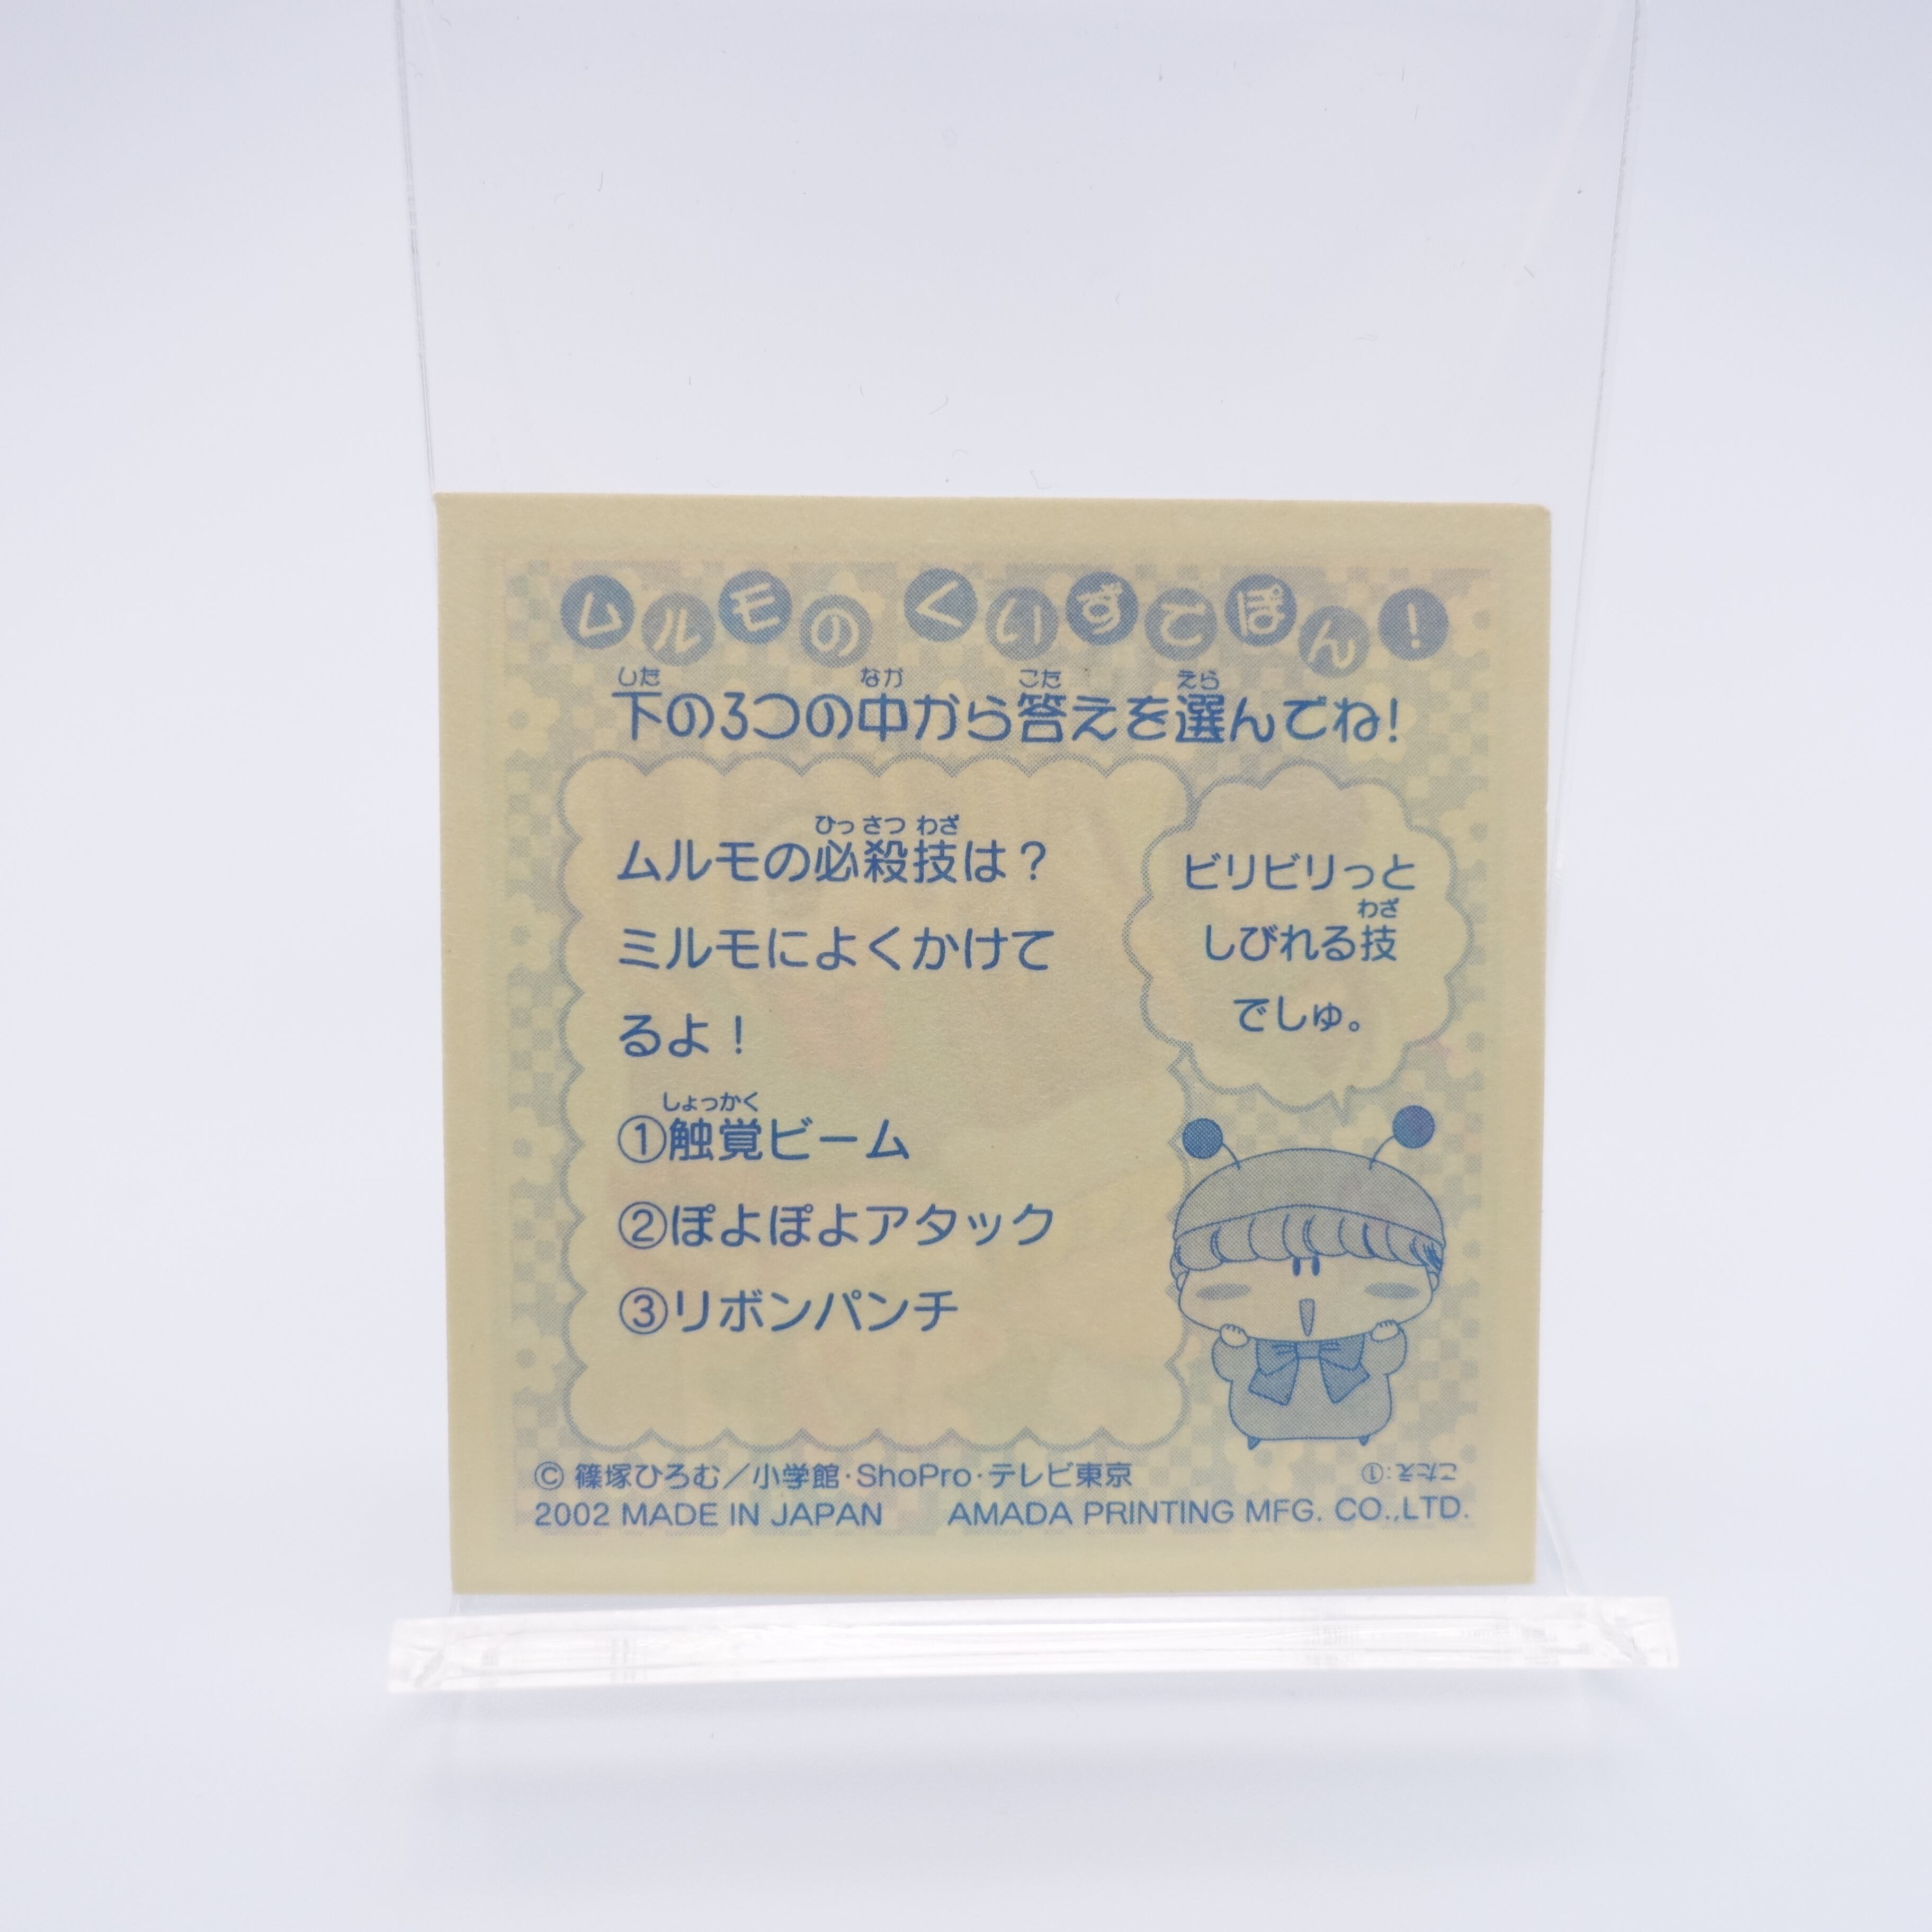 ムルモの くいずでぽん!
下の3つの中から答えを選んでね!
した なか こた えら
ムルモの必殺技は?
ひっ さつ わざ
ミルモによくかけて
るよ!
①触覚ビーム
しょっかく
②ぽよぽよアタック
③リボンパンチ
ビリビリっと
しびれる技
わざ
でしゅ。
© 篠塚ひろむ/小学館・ShoPro・テレビ東京
こたえ:①
2002 MADE IN JAPAN AMADA PRINTING MFG. CO.,LTD.